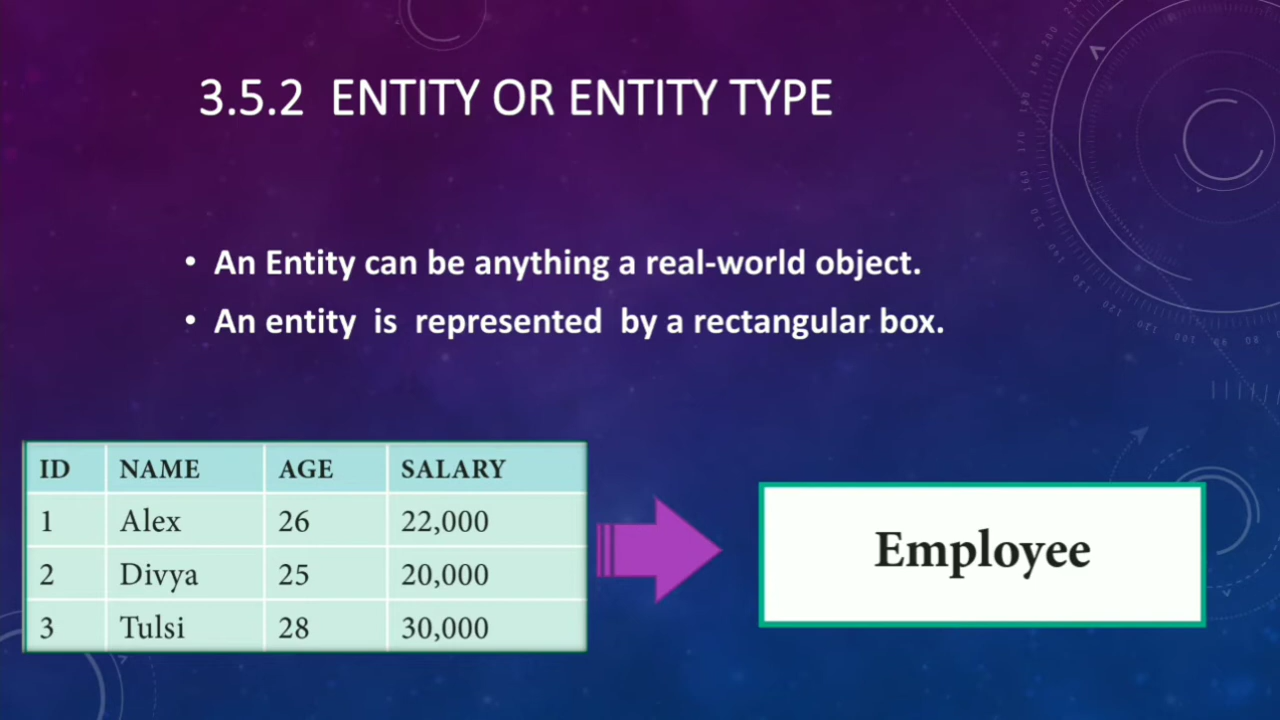 3.5.2 ENTITY OR ENTITY TYPE
• An Entity can be anything a real-world object.
• An entity is represented by a rectangular box.
ID NAME AGE SALARY
1 Alex 26 22,000
2 Divya 25 20,000
3 Tulsi 28 30,000
Employee